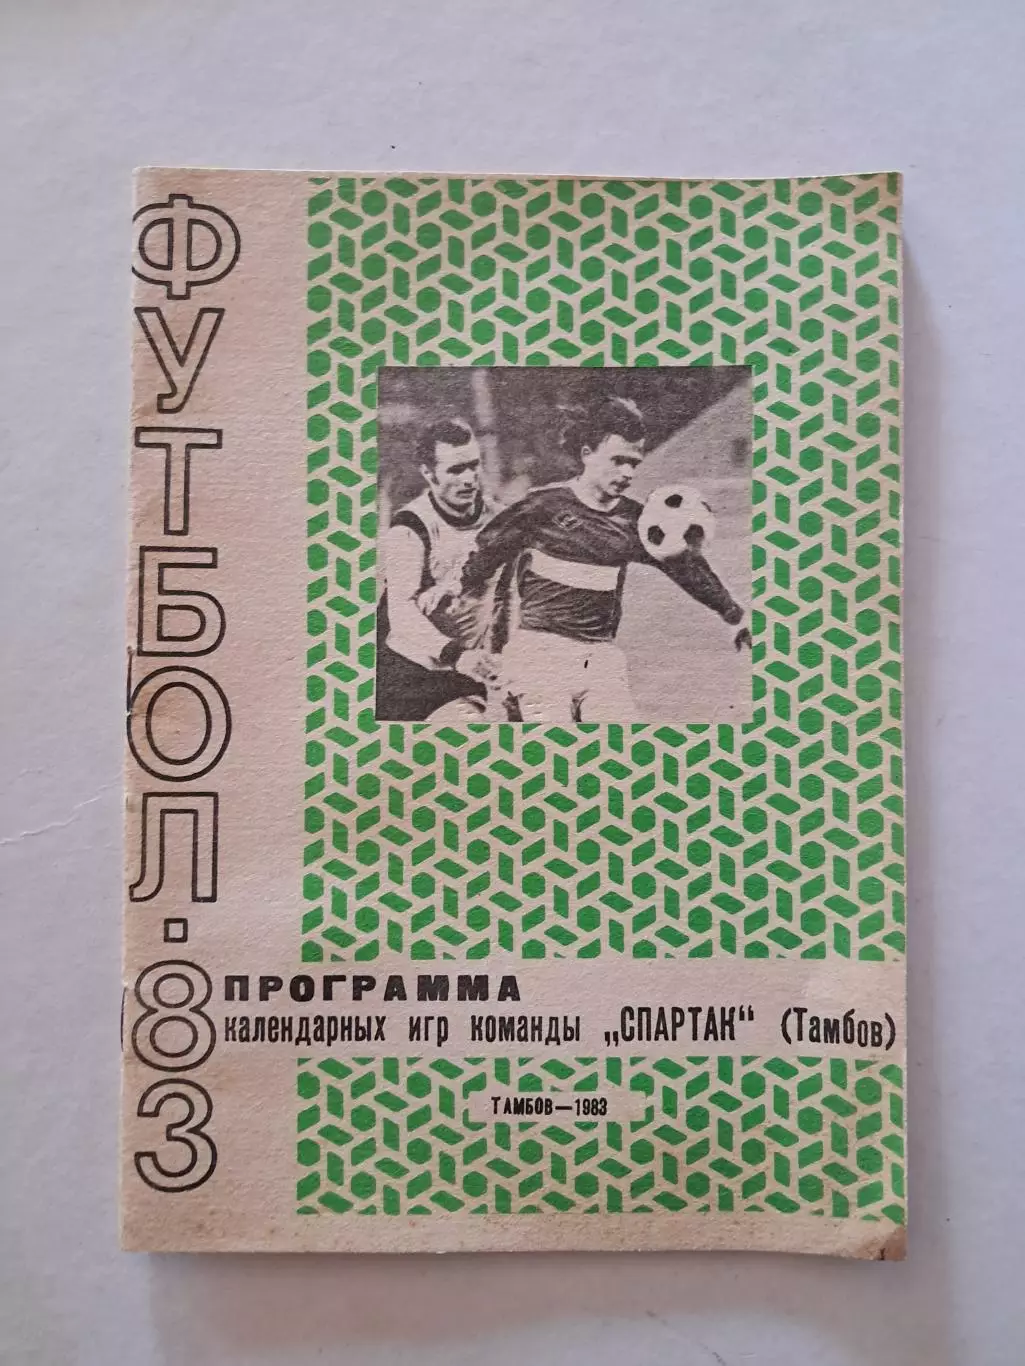 ФУТБОЛ·83
ПРОГРАММА
календарных игр команды „СПАРТАК“ (Тамбов)
ТАМБОВ—1983